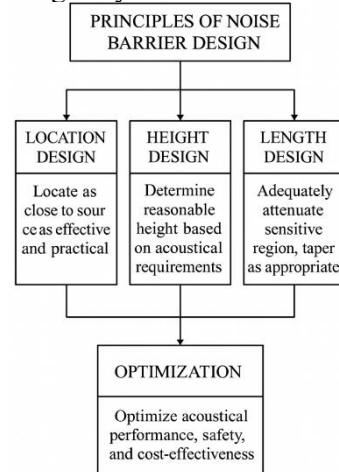 PRINCIPLES OF NOISE
BARRIER DESIGN
LOCATION
DESIGN
Locate as
close to sour
ce as effective
and practical
HEIGHT
DESIGN
Determine
reasonable
height based
on acoustical
requirements
LENGTH
DESIGN
Adequately
attenuate
sensitive
region, taper
as appropriate
OPTIMIZATION
Optimize acoustical
performance, safety,
and cost-effectiveness